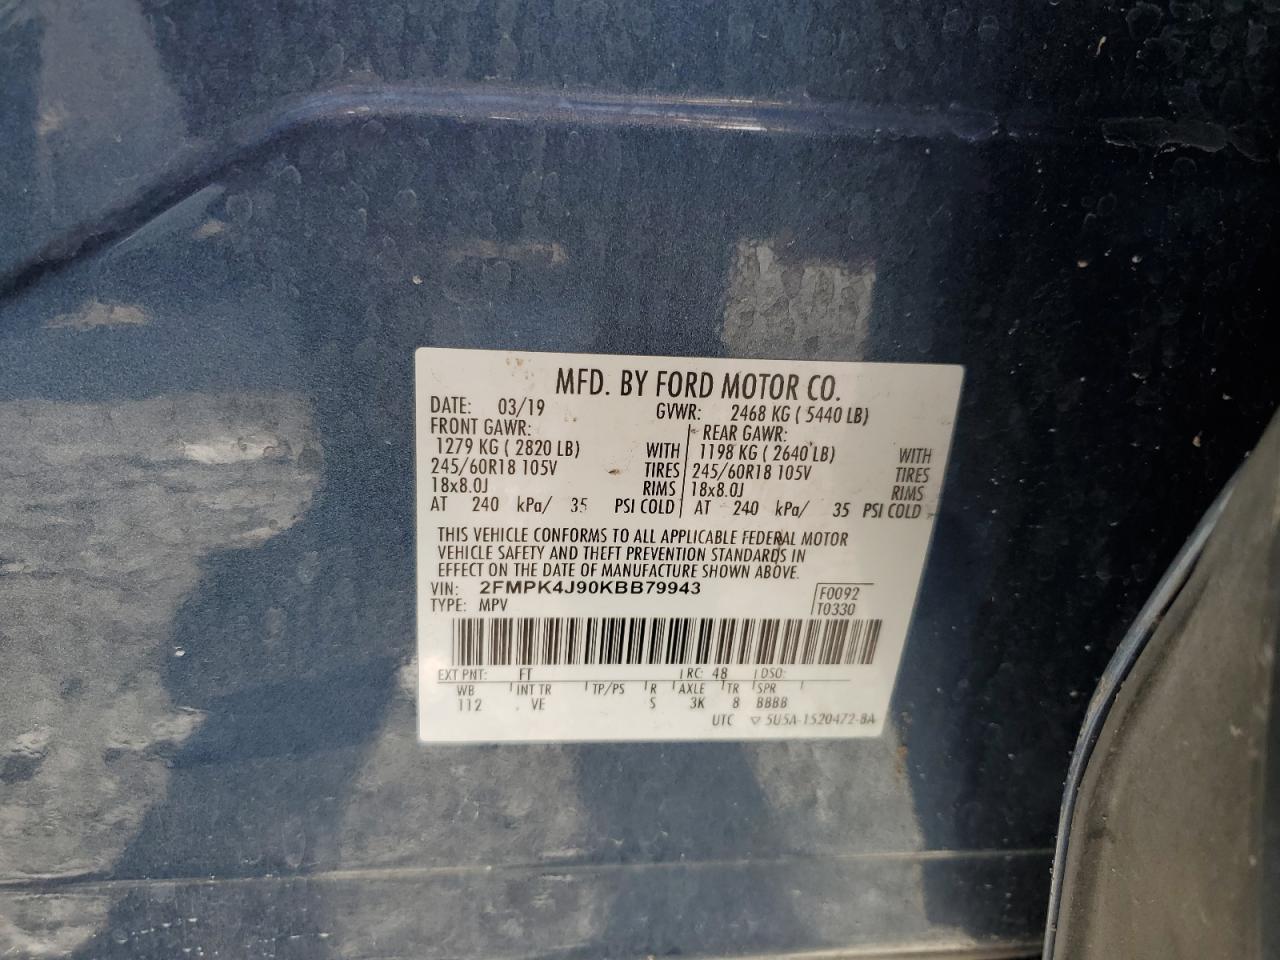 MFD. BY FORD MOTOR CO.
DATE: 03/19 GVWR: 2468 KG ( 5440 LB)
FRONT GAWR: REAR GAWR:
1279 KG ( 2820 LB) WITH 1198 KG ( 2640 LB) WITH
245/60R18 105V TIRES 245/60R18 105V TIRES
18x8.0J RIMS 18x8.0J RIMS
AT 240 kPa/ 35 PSI COLD AT 240 kPa/ 35 PSI COLD
THIS VEHICLE CONFORMS TO ALL APPLICABLE FEDERAL MOTOR
VEHICLE SAFETY AND THEFT PREVENTION STANDARDS IN
EFFECT ON THE DATE OF MANUFACTURE SHOWN ABOVE.
VIN: 2FMPK4J90KBB79943 F0092
TYPE: MPV T0330
EXT PNT: FT RC: 48 DSO:
WB INT TR TP/PS R AXLE TR SPR
112 VE S 3K 8 BBBB
UTC ▽ 5U5A-1520472-BA